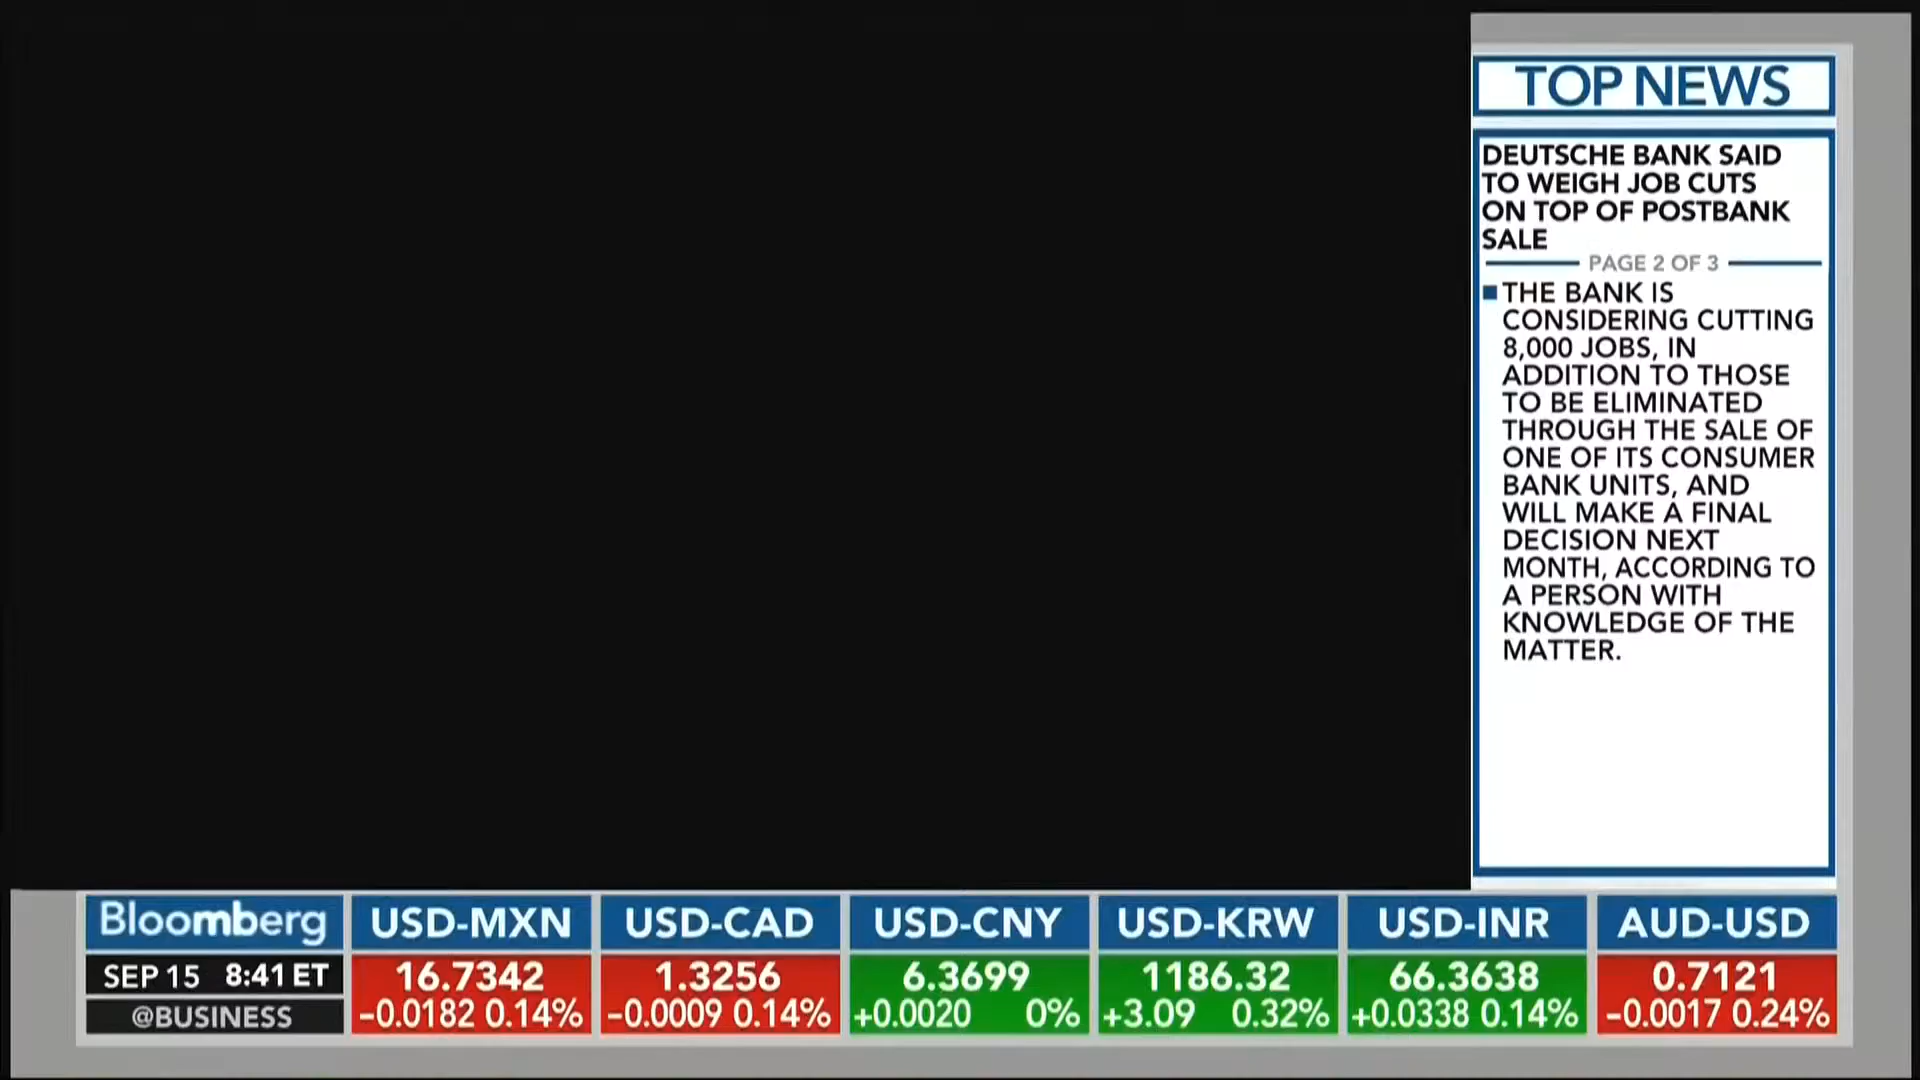 TOP NEWS
DEUTSCHE BANK SAID
TO WEIGH JOB CUTS
ON TOP OF POSTBANK
SALE
PAGE 2 OF 3
THE BANK IS
CONSIDERING CUTTING
8,000 JOBS, IN
ADDITION TO THOSE
TO BE ELIMINATED
THROUGH THE SALE OF
ONE OF ITS CONSUMER
BANK UNITS, AND
WILL MAKE A FINAL
DECISION NEXT
MONTH, ACCORDING TO
A PERSON WITH
KNOWLEDGE OF THE
MATTER.
Bloomberg USD-MXN USD-CAD USD-CNY USD-KRW USD-INR AUD-USD
SEP 15 8:41 ET 16.7342 1.3256 6.3699 1186.32 66.3638 0.7121
@BUSINESS -0.0182 0.14% -0.0009 0.14% +0.0020 0% +3.09 0.32% +0.0338 0.14% -0.0017 0.24%